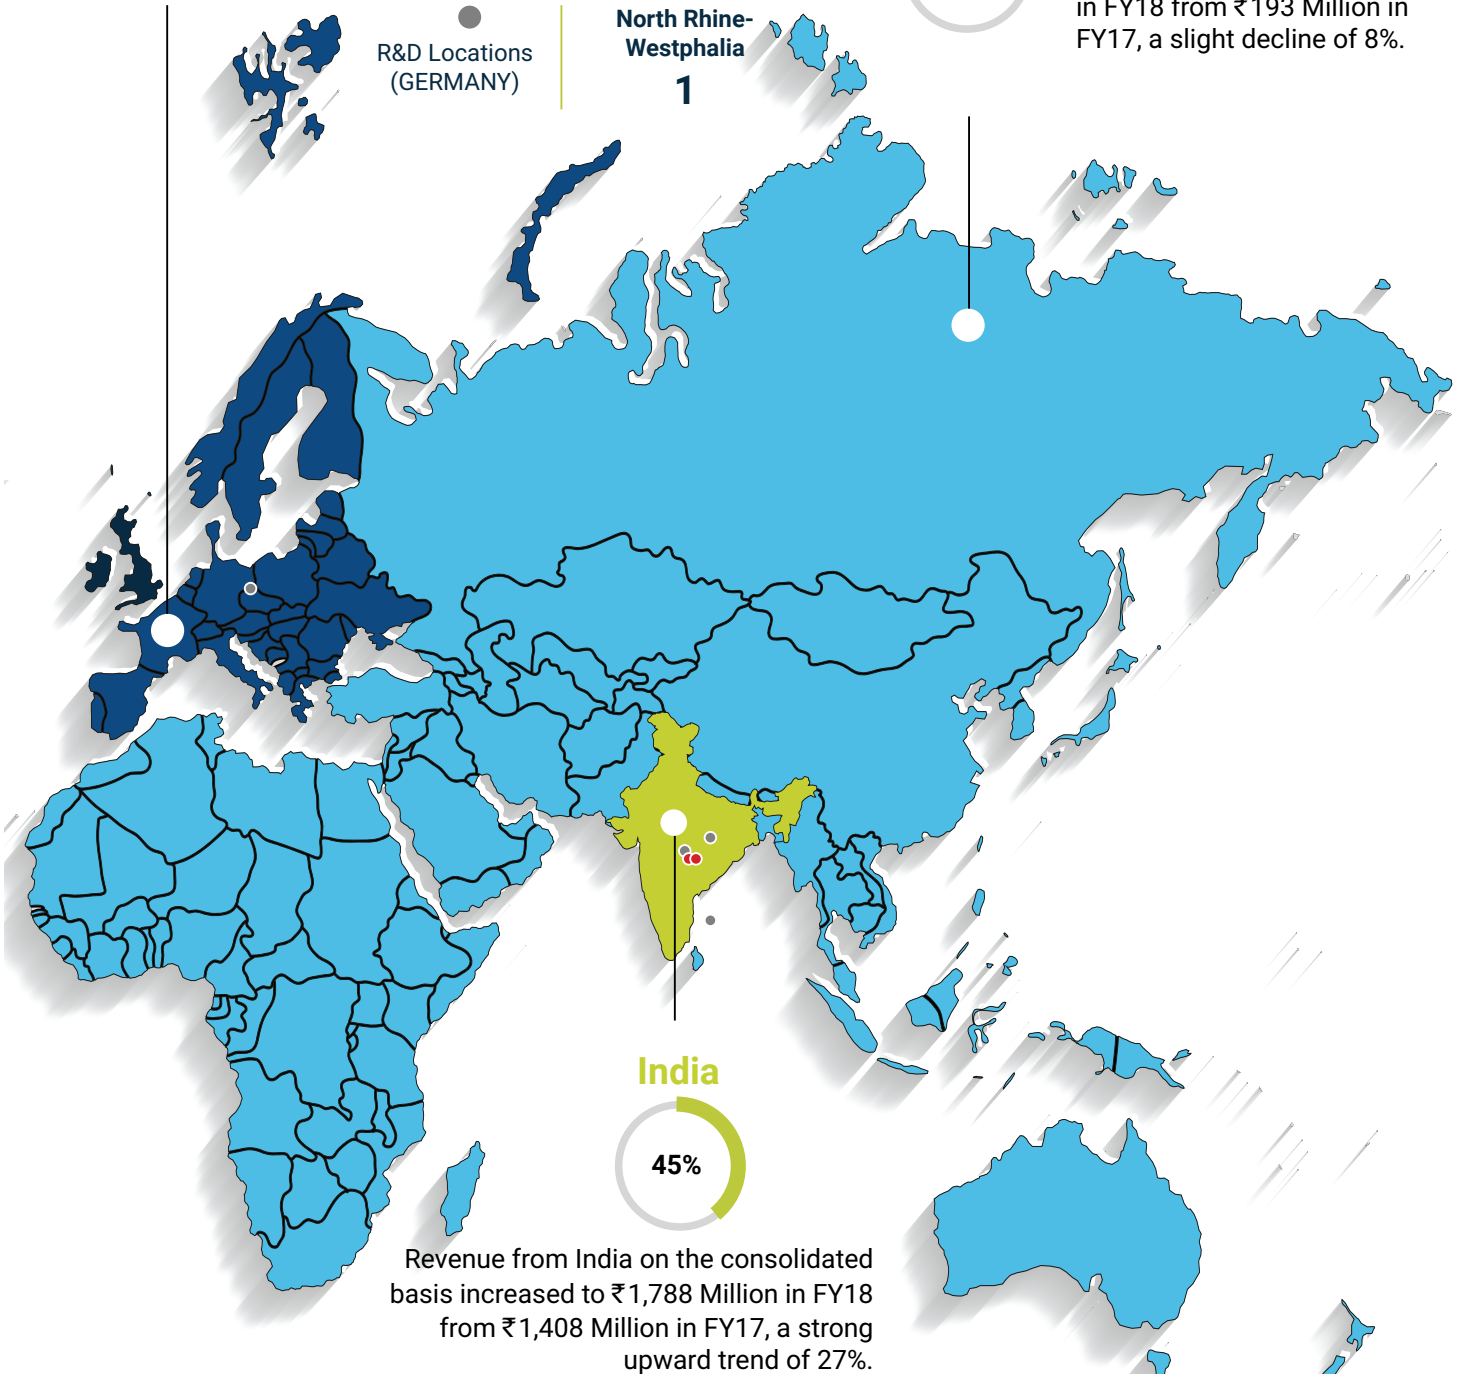 R&D Locations
(GERMANY)
North Rhine-
Westphalia
1
in FY18 from ₹193 Million in
FY17, a slight decline of 8%.
India
45%
Revenue from India on the consolidated
basis increased to ₹1,788 Million in FY18
from ₹1,408 Million in FY17, a strong
upward trend of 27%.